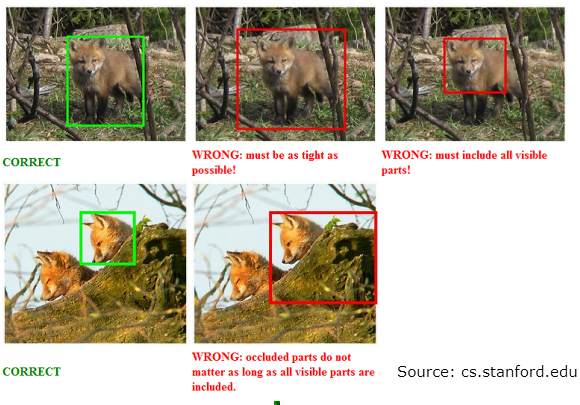 CORRECT
WRONG: must be as tight as
possible!
WRONG: must include all visible
parts!
CORRECT
WRONG: occluded parts do not
matter as long as all visible parts are
included.
Source: cs.stanford.edu